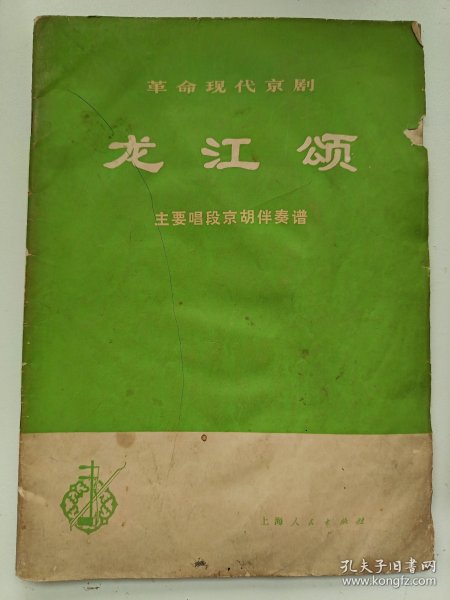 革命现代京剧
龙江颂
主要唱段京胡伴奏谱
上海人民出版社
孔夫子旧书网
www.kongfz.com